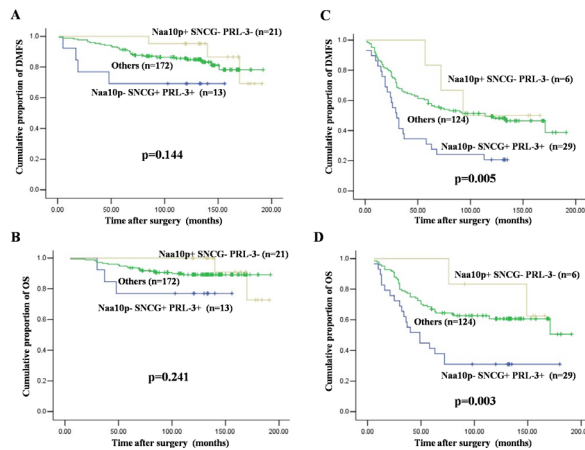 A
Cumulative proportion of DMFS
1.0
0.8
0.6
0.4
0.2
0.0
Naa10p+ SNCG- PRL-3- (n=21)
Others (n=172)
Naa10p- SNCG+ PRL-3+ (n=13)
p=0.144
0.00
50.00
100.00
150.00
200.00
Time after surgery (months)
C
Cumulative proportion of DMFS
1.0
0.8
0.6
0.4
0.2
0.0
Naa10p+ SNCG- PRL-3- (n=6)
Others (n=124)
Naa10p- SNCG+ PRL-3+ (n=29)
p=0.005
0.00
50.00
100.00
150.00
200.00
Time after surgery (months)
B
Cumulative proportion of OS
1.0
0.8
0.6
0.4
0.2
0.0
Naa10p+ SNCG- PRL-3- (n=21)
Others (n=172)
Naa10p- SNCG+ PRL-3+ (n=13)
p=0.241
0.00
50.00
100.00
150.00
200.00
Time after surgery (months)
D
Cumulative proportion of OS
1.0
0.8
0.6
0.4
0.2
0.0
Naa10p+ SNCG- PRL-3- (n=6)
Others (n=124)
Naa10p- SNCG+ PRL-3+ (n=29)
p=0.003
0.00
50.00
100.00
150.00
200.00
Time after surgery (months)